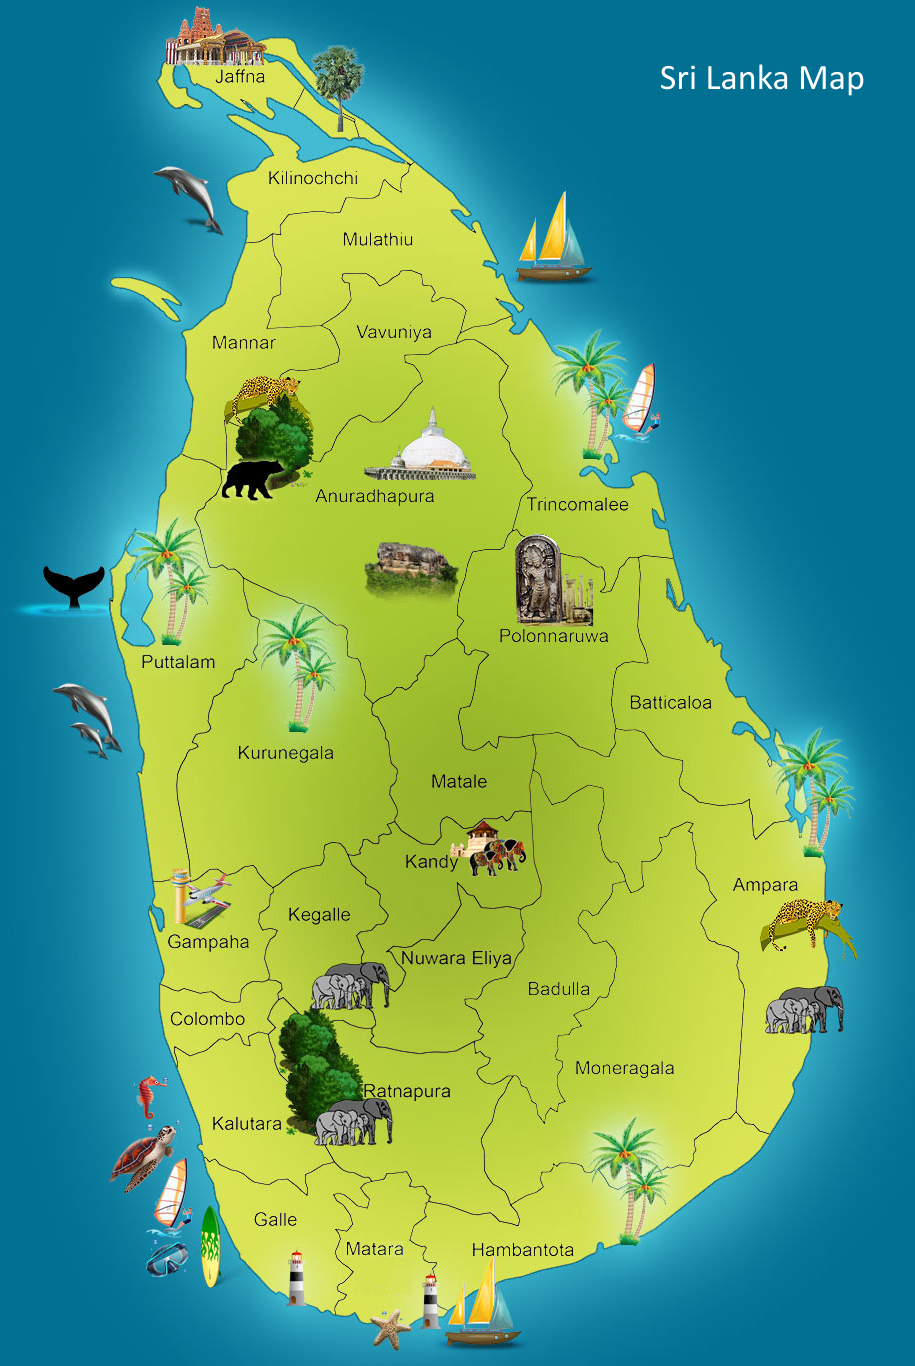 Sri Lanka Map
Jaffna
Kilinochchi
Mulathiu
Vavuniya
Mannar
Anuradhapura
Trincomalee
Polonnaruwa
Puttalam
Batticaloa
Kurunegala
Matale
Kandy
Ampara
Kegalle
Gampaha
Nuwara Eliya
Badulla
Colombo
Moneragala
Ratnapura
Kalutara
Galle
Matara
Hambantota